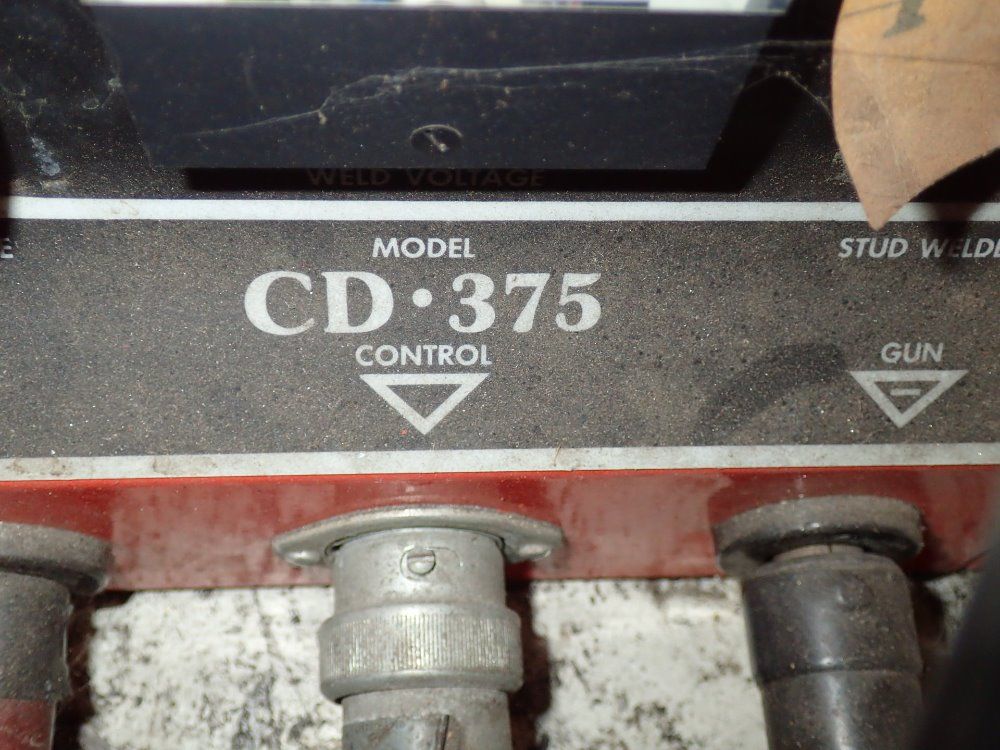 WELD VOLTAGE
MODEL
STUD WELDE
CD·375
CONTROL
GUN